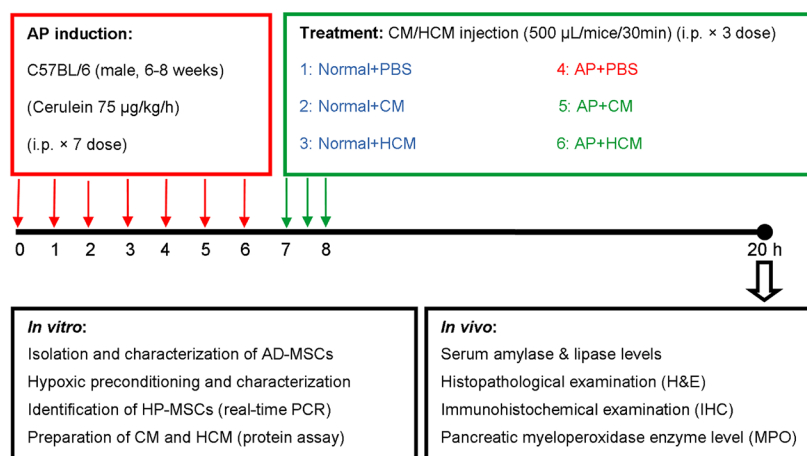 AP induction:
C57BL/6 (male, 6-8 weeks)
(Cerulein 75 µg/kg/h)
(i.p. × 7 dose)
Treatment: CM/HCM injection (500 µL/mice/30min) (i.p. × 3 dose)
1: Normal+PBS 4: AP+PBS
2: Normal+CM 5: AP+CM
3: Normal+HCM 6: AP+HCM
0 1 2 3 4 5 6 7 8 20 h
In vitro:
Isolation and characterization of AD-MSCs
Hypoxic preconditioning and characterization
Identification of HP-MSCs (real-time PCR)
Preparation of CM and HCM (protein assay)
In vivo:
Serum amylase & lipase levels
Histopathological examination (H&E)
Immunohistochemical examination (IHC)
Pancreatic myeloperoxidase enzyme level (MPO)